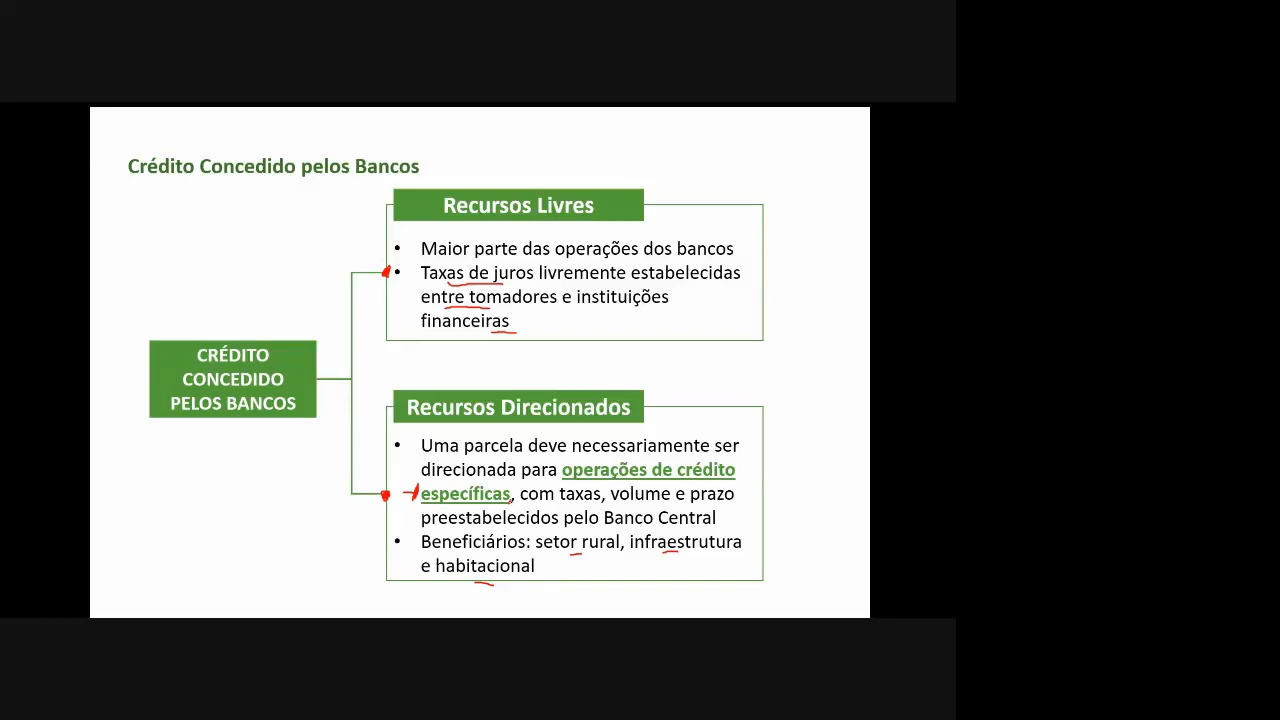 Crédito Concedido pelos Bancos
Recursos Livres
• Maior parte das operações dos bancos
• Taxas de juros livremente estabelecidas
entre tomadores e instituições
financeiras
CRÉDITO
CONCEDIDO
PELOS BANCOS
Recursos Direcionados
• Uma parcela deve necessariamente ser
direcionada para operações de crédito
específicas, com taxas, volume e prazo
preestabelecidos pelo Banco Central
• Beneficiários: setor rural, infraestrutura
e habitacional